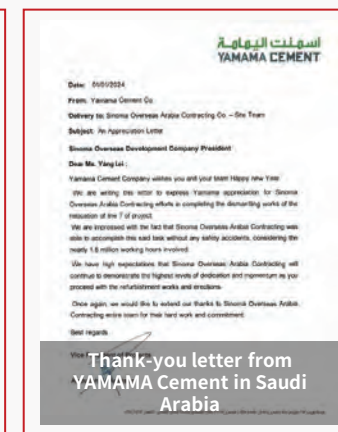 اسمنت اليمامة
YAMAMA CEMENT
Date: 01/01/2024
From: Yamama Cement Co.
Delivery to: Sinoma Overseas Arabia Contracting Co. – Site Team
Subject: An Appreciation Letter
Sinoma Overseas Development Company President
Dear Ms. Yang Lei :
Yamama Cement Company wishes you and your team Happy new Year
We are writing this letter to express Yamama appreciation for Sinoma
Overseas Arabia Contracting efforts in completing the dismantling works of the
relocation of line 7 of project.
We are impressed with the fact that Sinoma Overseas Arabia Contracting was
able to accomplish this said task without any safety accidents, considering the
nearly 1.6 million working hours involved.
We have high expectations that Sinoma Overseas Arabia Contracting will
continue to demonstrate the highest levels of dedication and momentum as you
proceed with the refurbishment works and erections.
Once again, we would like to extend our thanks to Sinoma Overseas Arabia
Contracting entire team for their hard work and commitment.
Best regards
Vice President of Projects
Thank-you letter from
YAMAMA Cement in Saudi
Arabia